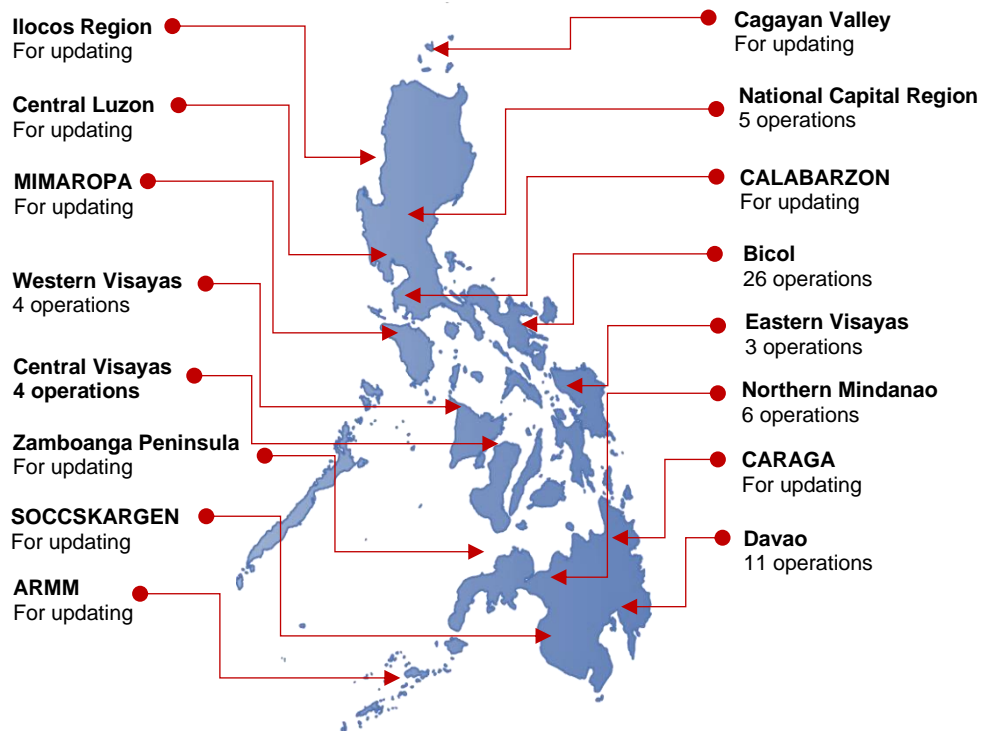 Ilocos Region
For updating
Central Luzon
For updating
MIMAROPA
For updating
Western Visayas
4 operations
Central Visayas
4 operations
Zamboanga Peninsula
For updating
SOCCSKARGEN
For updating
ARMM
For updating
Cagayan Valley
For updating
National Capital Region
5 operations
CALABARZON
For updating
Bicol
26 operations
Eastern Visayas
3 operations
Northern Mindanao
6 operations
CARAGA
For updating
Davao
11 operations